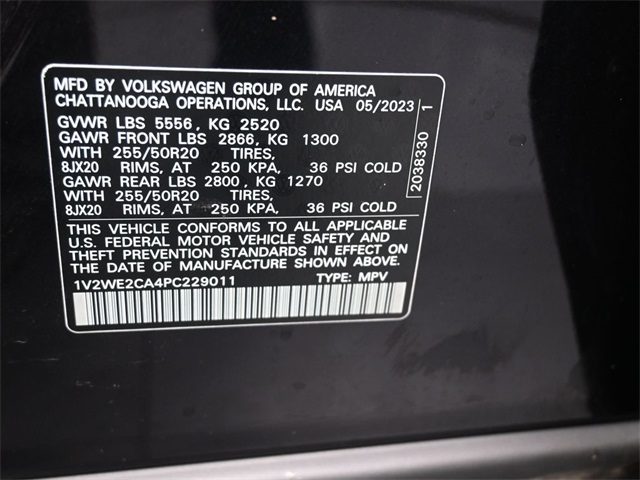 MFD BY VOLKSWAGEN GROUP OF AMERICA
CHATTANOOGA OPERATIONS, LLC. USA 05/2023
GVWR LBS 5556, KG 2520
GAWR FRONT LBS 2866, KG 1300
WITH 255/50R20 TIRES,
8JX20 RIMS, AT 250 KPA, 36 PSI COLD
GAWR REAR LBS 2800, KG 1270
WITH 255/50R20 TIRES,
8JX20 RIMS, AT 250 KPA, 36 PSI COLD
THIS VEHICLE CONFORMS TO ALL APPLICABLE
U.S. FEDERAL MOTOR VEHICLE SAFETY AND
THEFT PREVENTION STANDARDS IN EFFECT ON
THE DATE OF MANUFACTURE SHOWN ABOVE.
1V2WE2CA4PC229011 TYPE: MPV
2038330 1